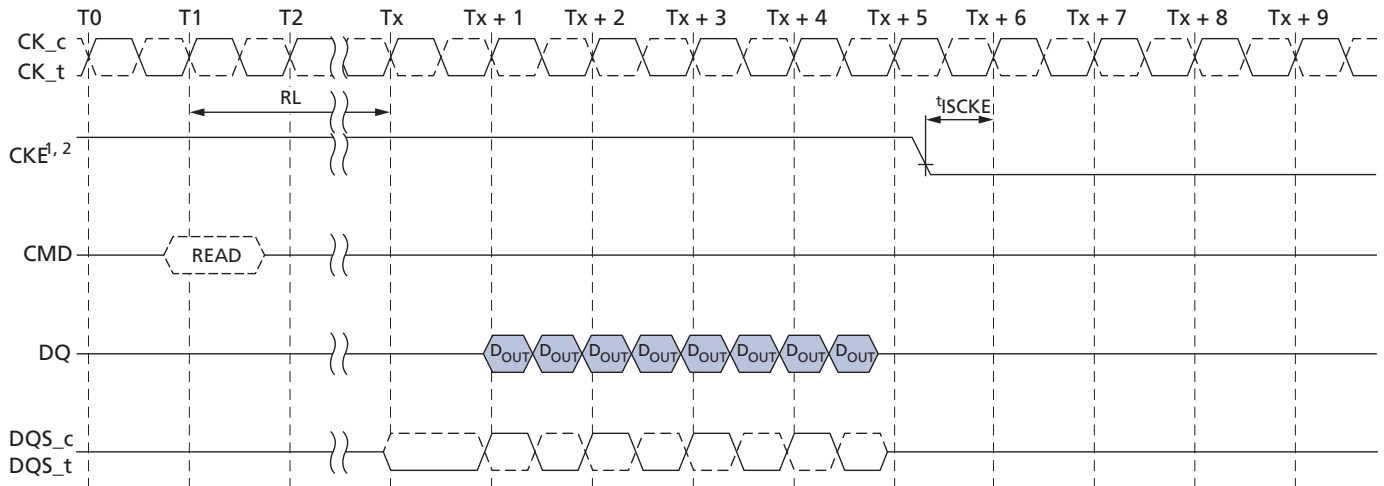 T0 T1 T2 Tx Tx + 1 Tx + 2 Tx + 3 Tx + 4 Tx + 5 Tx + 6 Tx + 7 Tx + 8 Tx + 9
CK_c
CK_t
RL
tISCKE
CKE1, 2
CMD READ
DQ DOUT DOUT DOUT DOUT DOUT DOUT DOUT DOUT
DQS_c
DQS_t